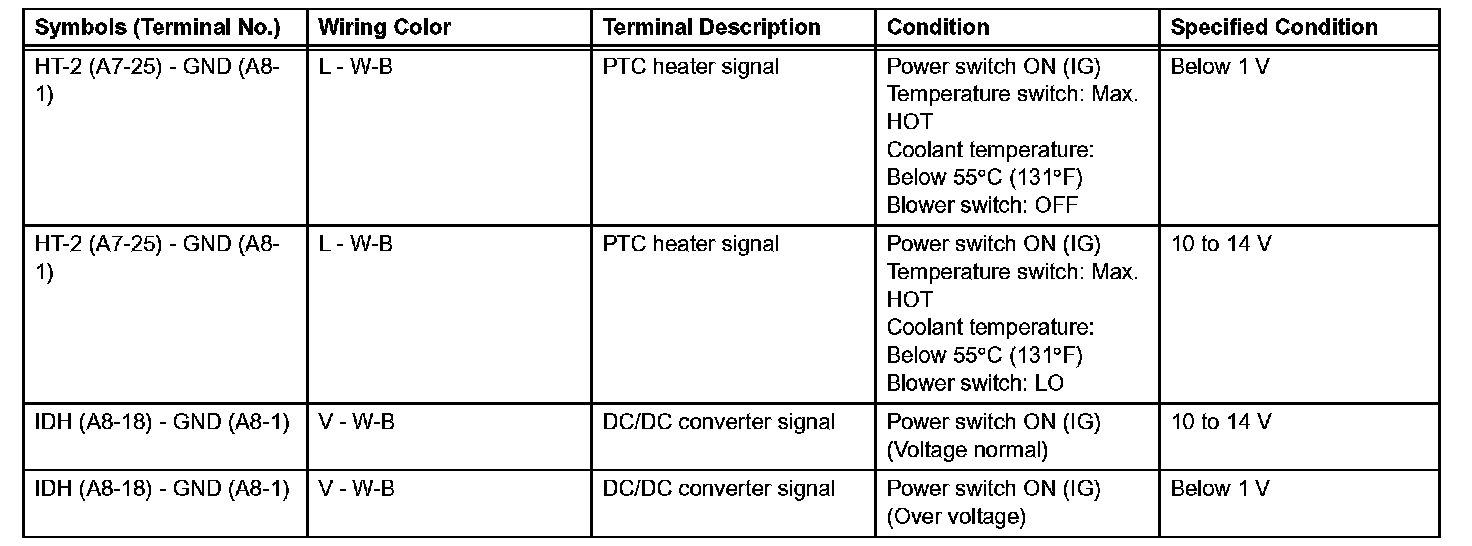 Symbols (Terminal No.) Wiring Color Terminal Description Condition Specified Condition
HT-2 (A7-25) - GND (A8- L - W-B PTC heater signal Power switch ON (IG) Below 1 V
1) Temperature switch: Max.
HOT
Coolant temperature:
Below 55°C (131°F)
Blower switch: OFF
HT-2 (A7-25) - GND (A8- L - W-B PTC heater signal Power switch ON (IG) 10 to 14 V
1) Temperature switch: Max.
HOT
Coolant temperature:
Below 55°C (131°F)
Blower switch: LO
IDH (A8-18) - GND (A8-1) V - W-B DC/DC converter signal Power switch ON (IG) 10 to 14 V
(Voltage normal)
IDH (A8-18) - GND (A8-1) V - W-B DC/DC converter signal Power switch ON (IG) Below 1 V
(Over voltage)